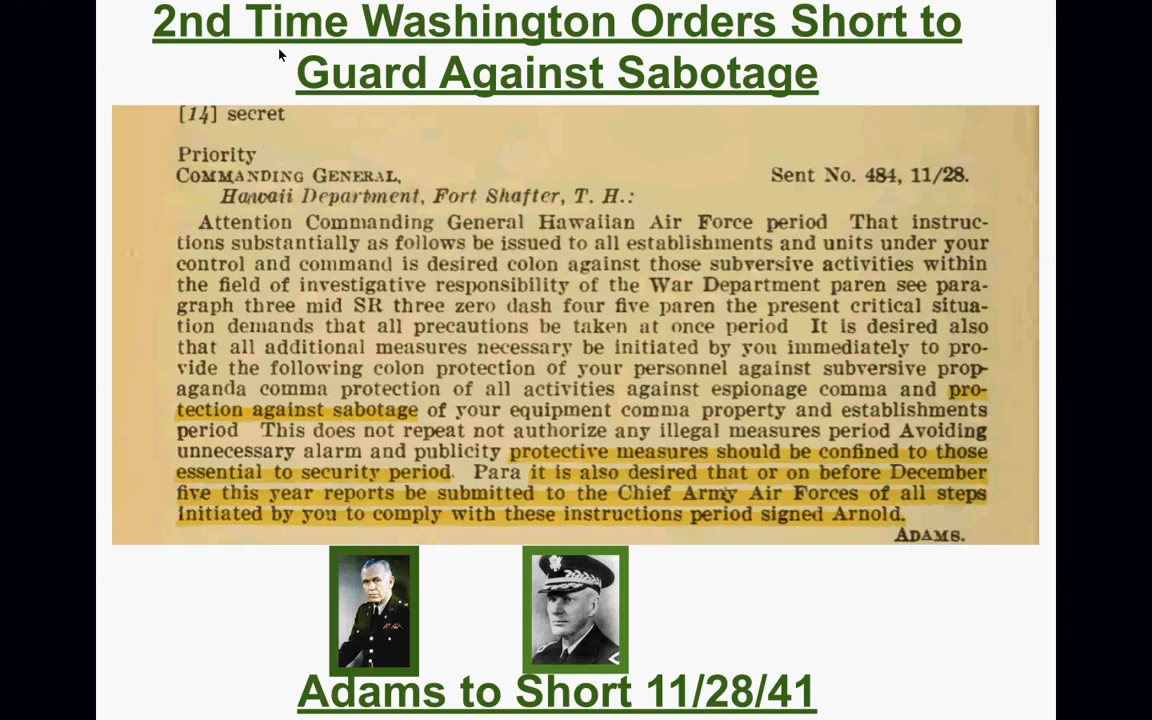 2nd Time Washington Orders Short to
Guard Against Sabotage
[14] secret
Priority
COMMANDING GENERAL,
Sent No. 484, 11/28.
Hawaii Department, Fort Shafter, T. H.:
Attention Commanding General Hawaiian Air Force period That instruc-
tions substantially as follows be issued to all establishments and units under your
control and command is desired colon against those subversive activities within
the field of investigative responsibility of the War Department paren see para-
graph three mid SR three zero dash four five paren the present critical situa-
tion demands that all precautions be taken at once period It is desired also
that all additional measures necessary be initiated by you immediately to pro-
vide the following colon protection of your personnel against subversive prop-
aganda comma protection of all activities against espionage comma and pro-
tection against sabotage of your equipment comma property and establishments
period This does not repeat not authorize any illegal measures period Avoiding
unnecessary alarm and publicity protective measures should be confined to those
essential to security period. Para it is also desired that or on before December
five this year reports be submitted to the Chief Army Air Forces of all steps
initiated by you to comply with these instructions period signed Arnold.
ADAMS.
Adams to Short 11/28/41